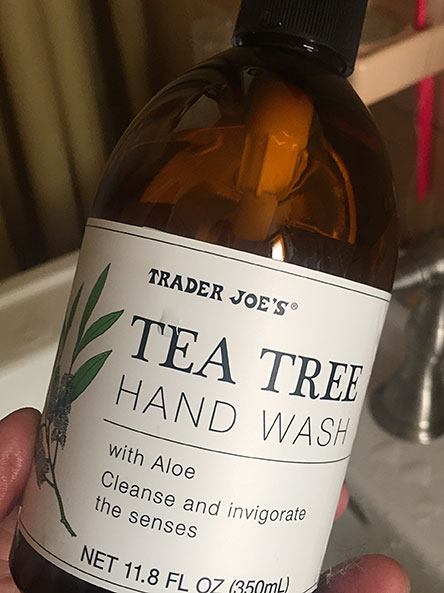 TRADER JOE'S®
TEA TREE
HAND WASH
with Aloe
Cleanse and invigorate
the senses
NET 11.8 FL OZ (350mL)